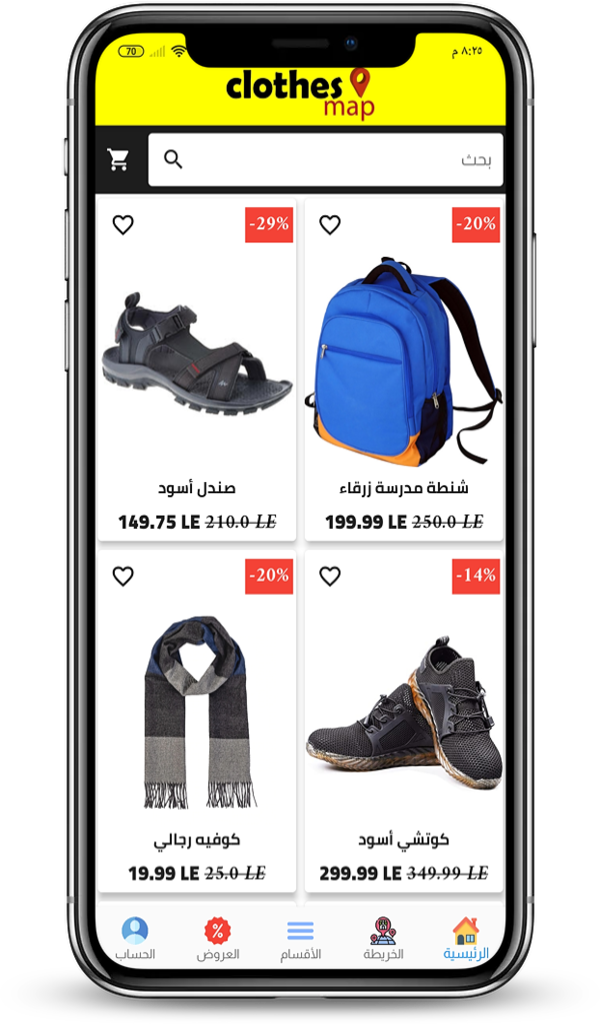 ٨:٢٥ م
70
clothes
map
بحث
-20%
شنطة مدرسة زرقاء
199.99 LE 250.0 LE
-29%
صندل أسود
149.75 LE 210.0 LE
-14%
كوتشي أسود
299.99 LE 349.99 LE
-20%
كوفيه رجالي
19.99 LE 25.0 LE
الرئيسية
الخريطة
الأقسام
العروض
الحساب